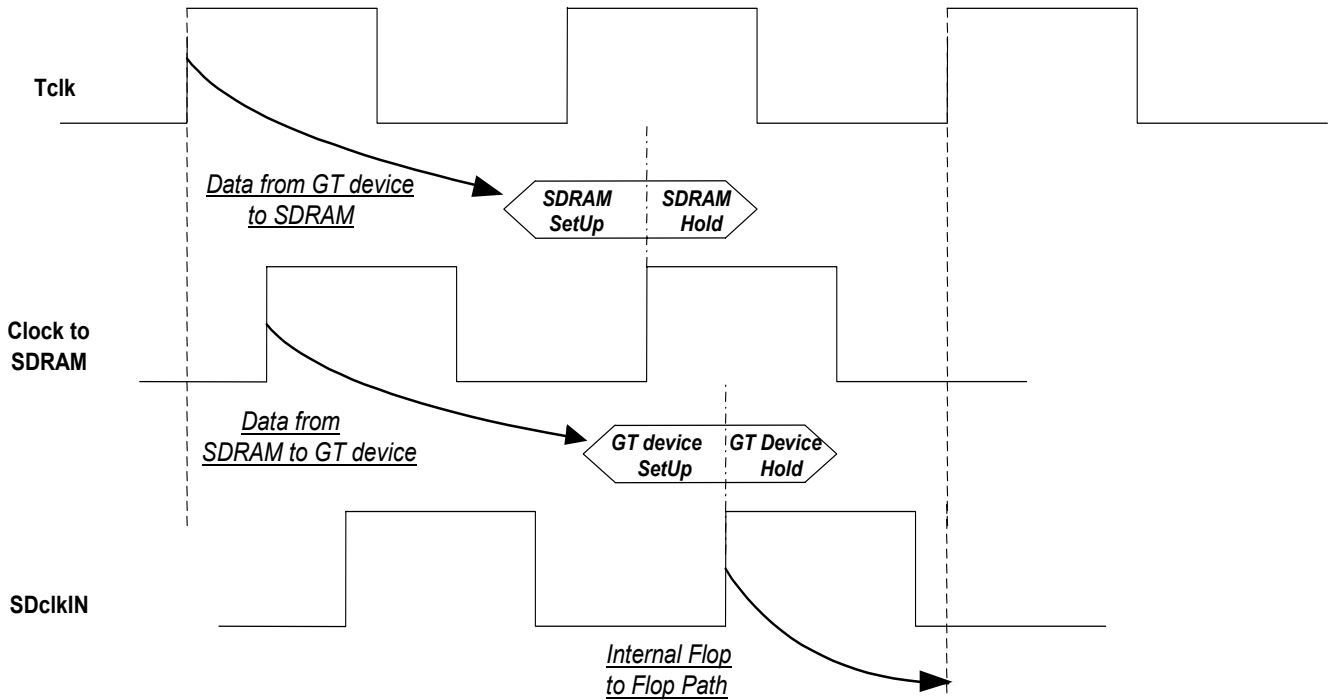 Tclk
Data from GT device
to SDRAM
SDRAM
SetUp
SDRAM
Hold
Clock to
SDRAM
Data from
SDRAM to GT device
GT device
SetUp
GT Device
Hold
SDclkIN
Internal Flop
to Flop Path